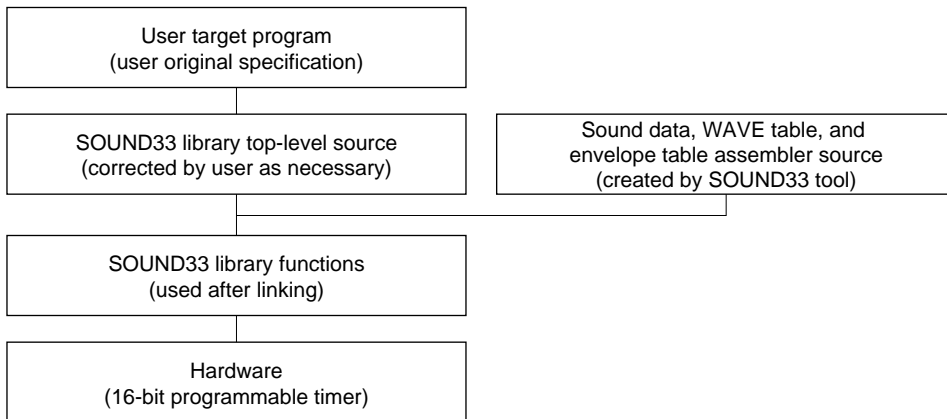 User target program
(user original specification)
SOUND33 library top-level source
(corrected by user as necessary)
Sound data, WAVE table, and
envelope table assembler source
(created by SOUND33 tool)
SOUND33 library functions
(used after linking)
Hardware
(16-bit programmable timer)